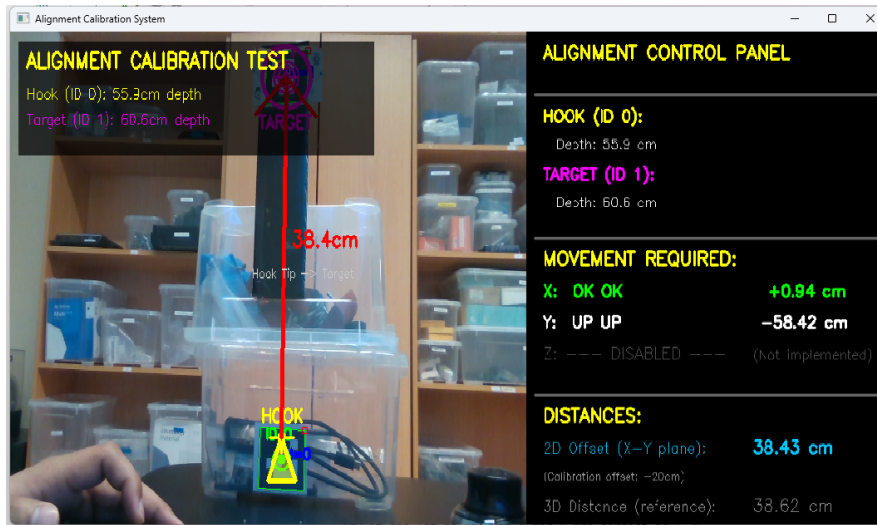 Alignment Calibration System
ALIGNMENT CALIBRATION TEST
Hook (ID 0): 55.9cm depth
Target (ID 1): 60.6cm depth
TARGET
38.4cm
Hook Tip -> Target
HOOK
ALIGNMENT CONTROL PANEL
HOOK (ID 0):
Depth: 55.9 cm
TARGET (ID 1):
Depth: 60.6 cm
MOVEMENT REQUIRED:
X: OK OK +0.94 cm
Y: UP UP -58.42 cm
Z: --- DISABLED --- (Not implemented)
DISTANCES:
2D Offset (X-Y plane): 38.43 cm
(Calibration offset: -20cm)
3D Distance (reference): 38.62 cm